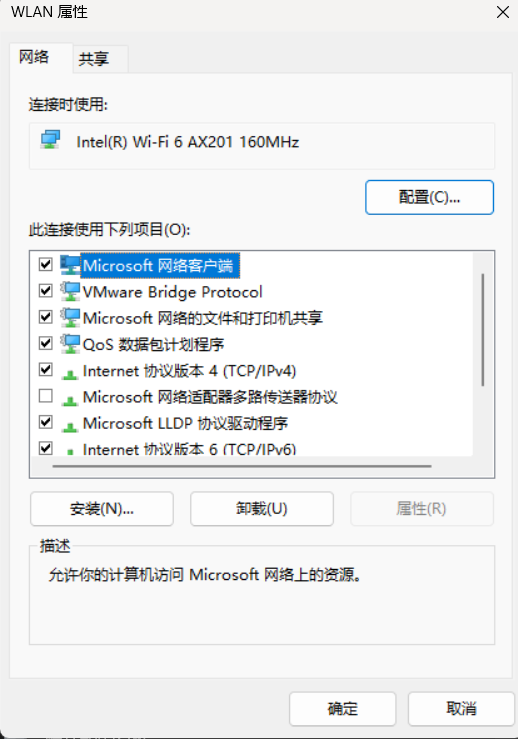 WLAN 属性
网络
共享
连接时使用:
Intel(R) Wi-Fi 6 AX201 160MHz
配置(C)...
此连接使用下列项目(O):
Microsoft 网络客户端
VMware Bridge Protocol
Microsoft 网络的文件和打印机共享
QoS 数据包计划程序
Internet 协议版本 4 (TCP/IPv4)
Microsoft 网络适配器多路传送器协议
Microsoft LLDP 协议驱动程序
Internet 协议版本 6 (TCP/IPv6)
安装(N)...
卸载(U)
属性(R)
描述
允许你的计算机访问 Microsoft 网络上的资源。
确定
取消